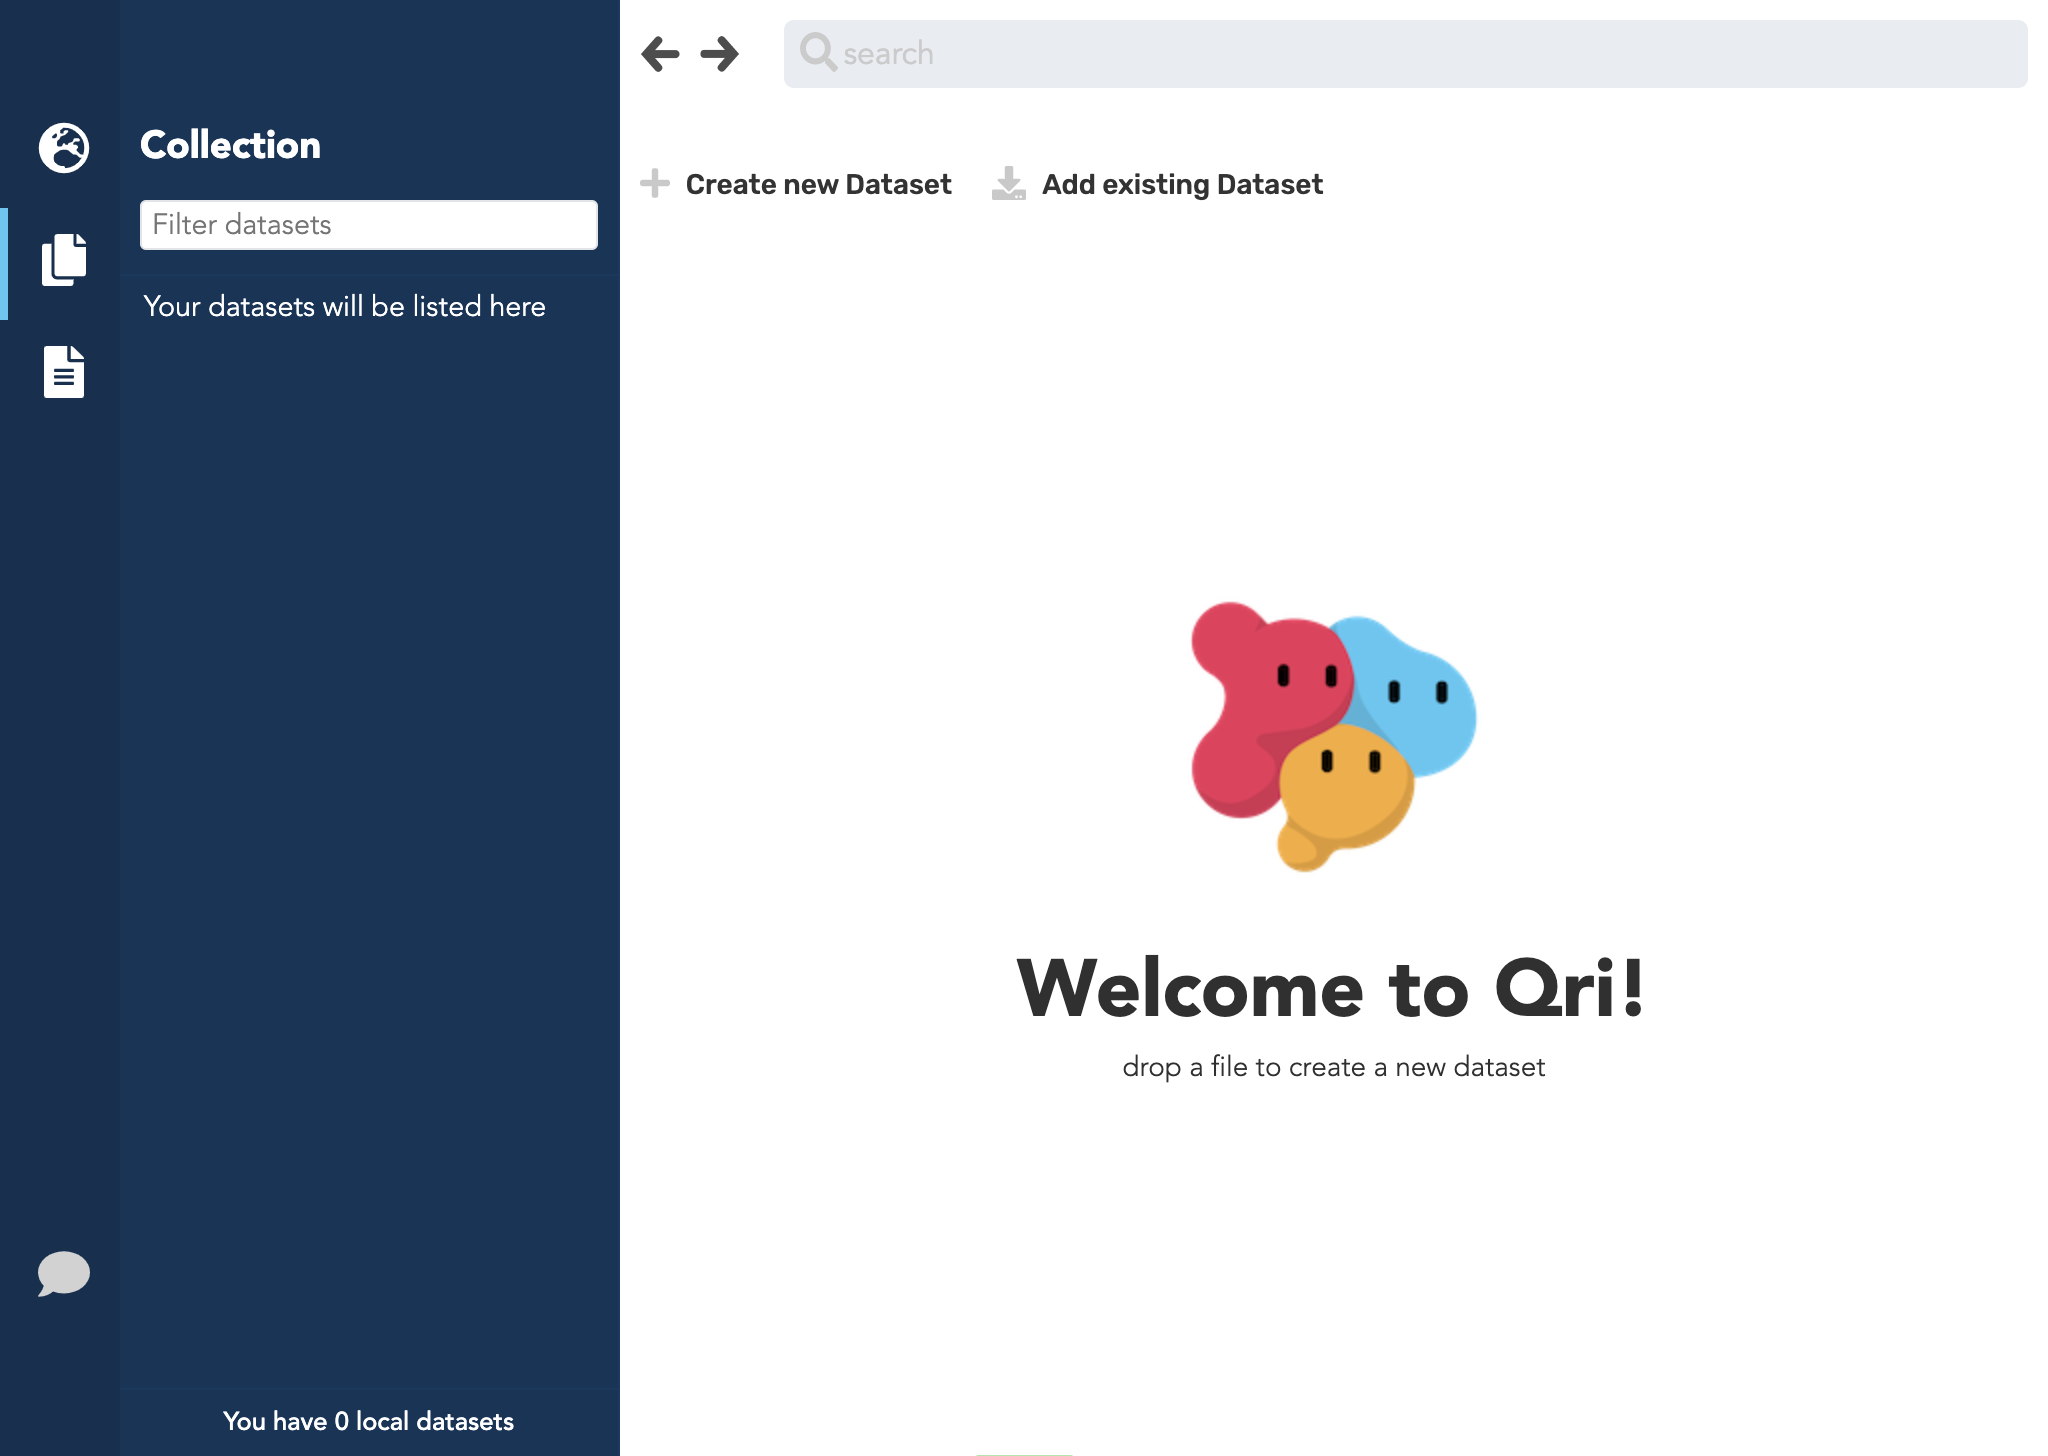 search
Collection
Create new Dataset
Add existing Dataset
Filter datasets
Your datasets will be listed here
Welcome to Qri!
drop a file to create a new dataset
You have 0 local datasets